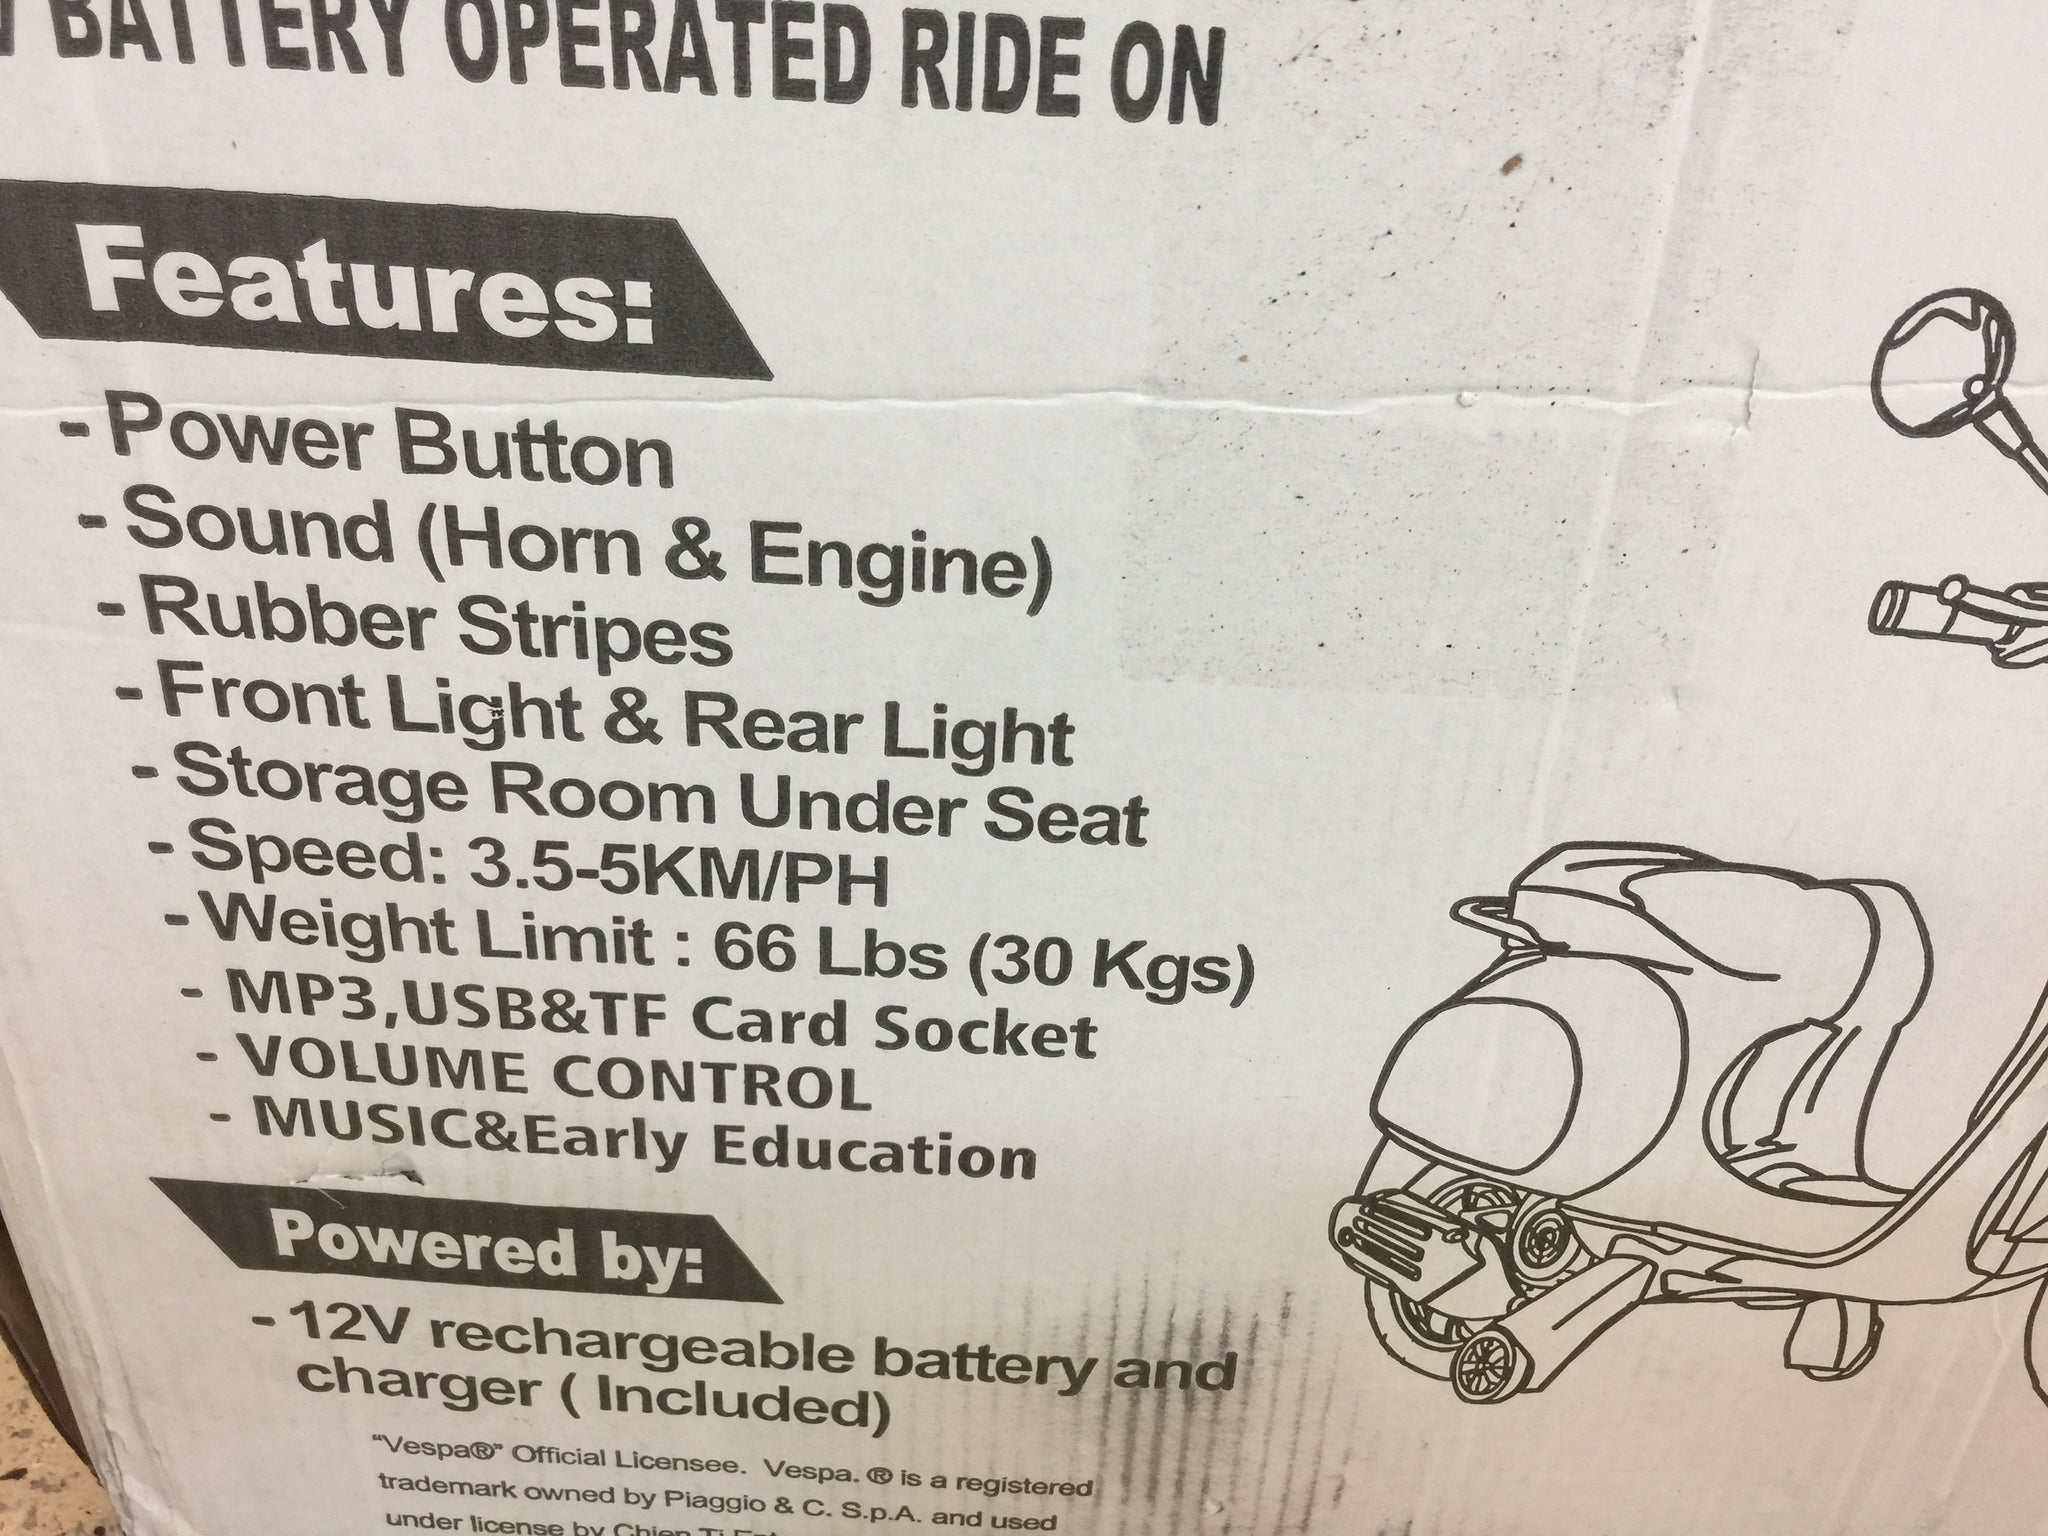 BATTERY OPERATED RIDE ON
Features:
- Power Button
- Sound (Horn & Engine)
- Rubber Stripes
- Front Light & Rear Light
- Storage Room Under Seat
- Speed: 3.5-5KM/PH
- Weight Limit : 66 Lbs (30 Kgs)
- MP3,USB&TF Card Socket
- VOLUME CONTROL
- MUSIC&Early Education
Powered by:
- 12V rechargeable battery and
charger ( Included)
"Vespa®" Official Licensee. Vespa. ® is a registered
trademark owned by Piaggio & C. S.p.A. and used
under license by Chien Ti